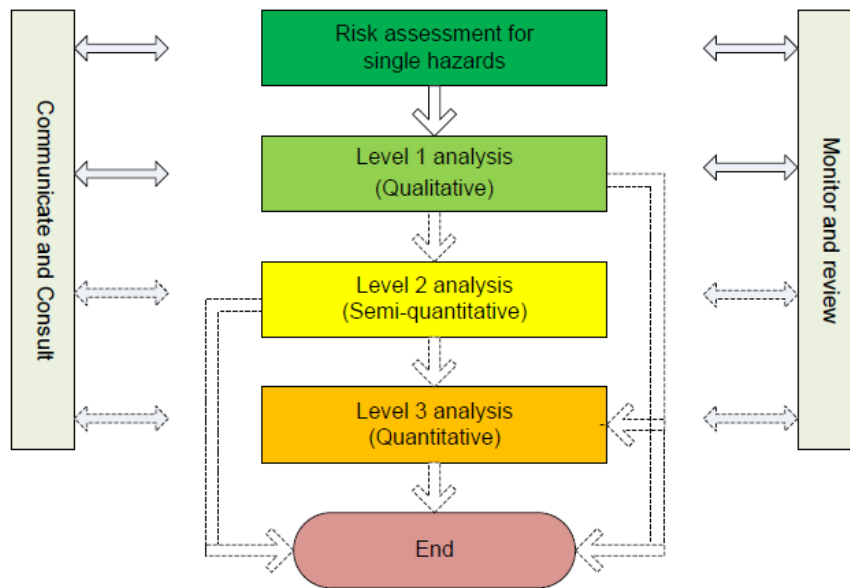 Communicate and Consult
Risk assessment for
single hazards
Level 1 analysis
(Qualitative)
Level 2 analysis
(Semi-quantitative)
Level 3 analysis
(Quantitative)
End
Monitor and review